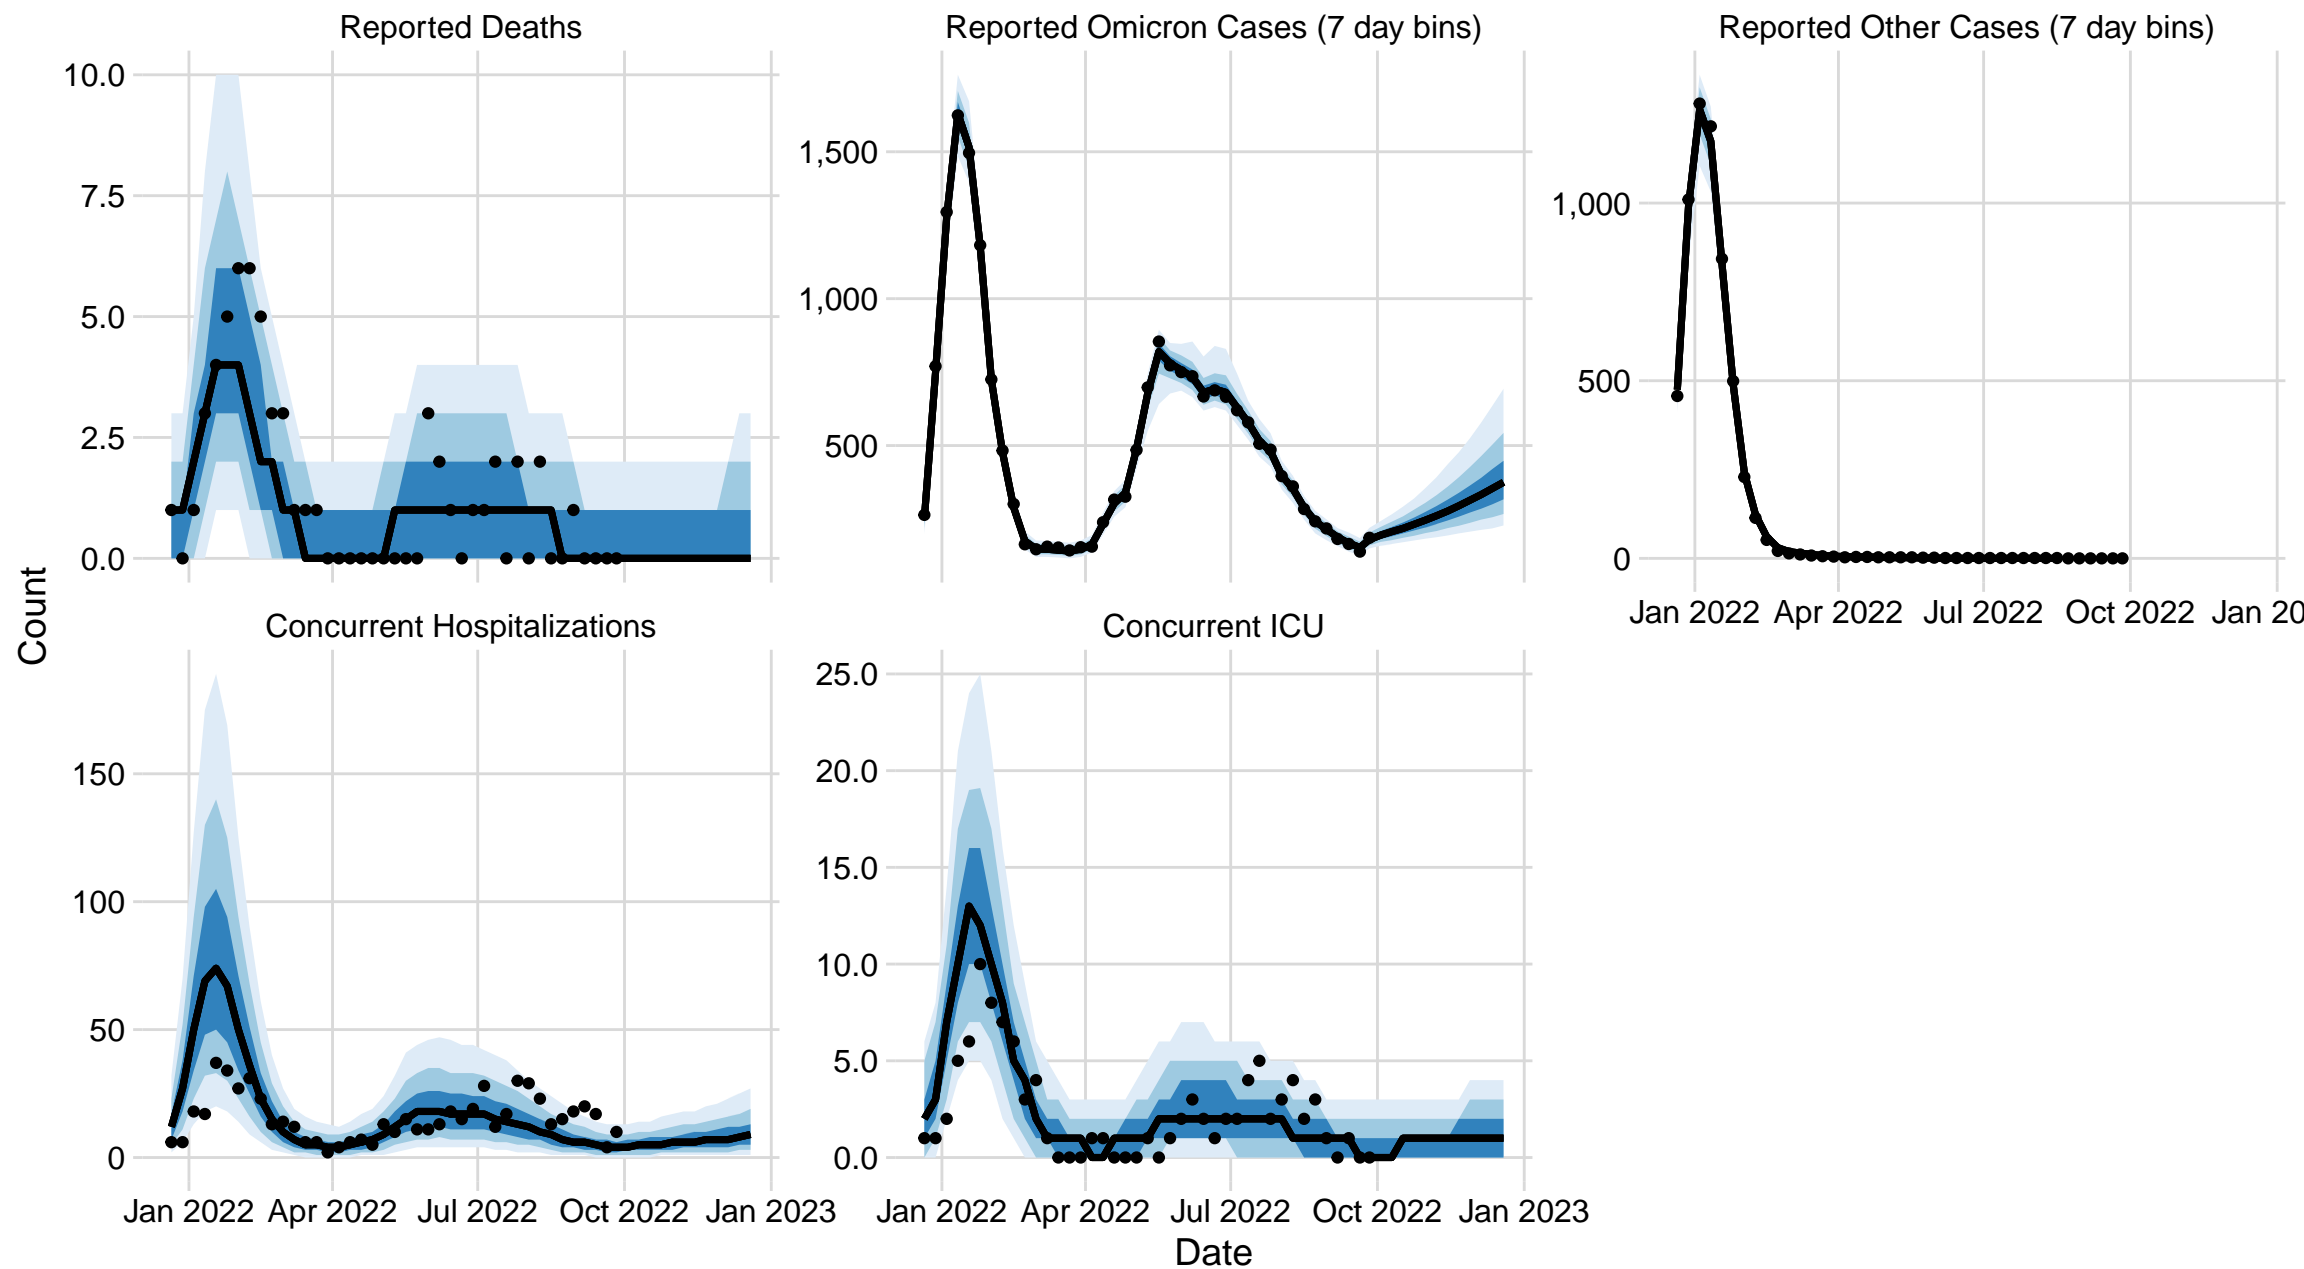 Reported Deaths
Reported Omicron Cases (7 day bins)
Reported Other Cases (7 day bins)
10.0
7.5
5.0
2.5
0.0
1,500
1,000
500
1,000
500
0
Jan 2022 Apr 2022 Jul 2022 Oct 2022 Jan 20
Count
Concurrent Hospitalizations
Concurrent ICU
150
100
50
0
25.0
20.0
15.0
10.0
5.0
0.0
Jan 2022 Apr 2022 Jul 2022 Oct 2022 Jan 2023
Jan 2022 Apr 2022 Jul 2022 Oct 2022 Jan 2023
Date